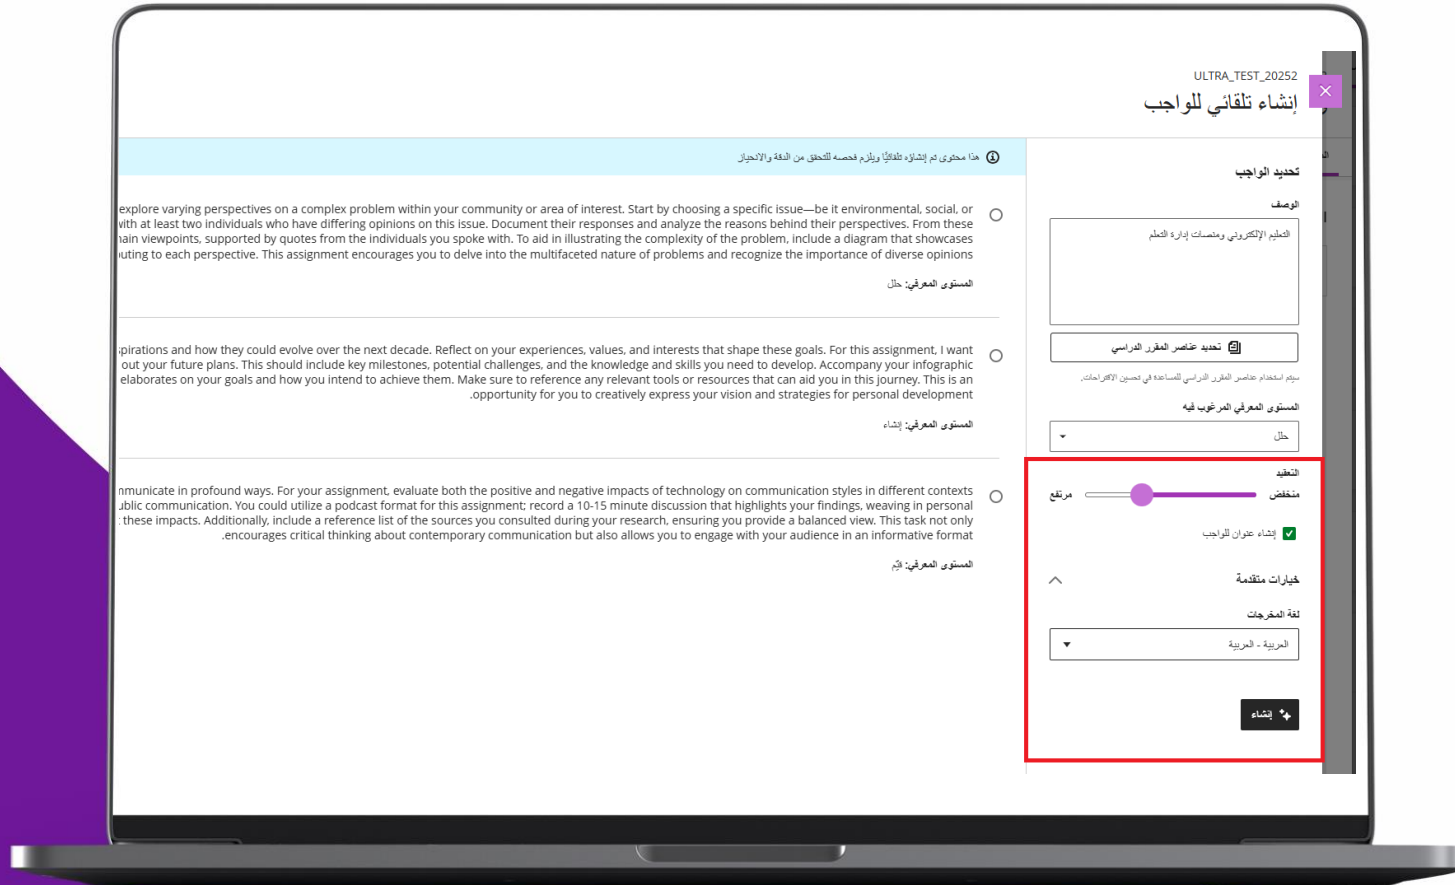 ULTRA_TEST_20252
إنشاء تلقائي للواجب
تحديد الواجب
الوصف
التعليم الإلكتروني ومنصات إدارة التعلم
تحديد عناصر المقرر الدراسي
سيتم استخدام عناصر المقرر الدراسي للمساعدة في تحسين الاقتراحات.
المستوى المعرفي المرغوب فيه
حلل
التعقيد
منخفض
مرتفع
إنشاء عنوان للواجب
خيارات متقدمة
لغة المخرجات
العربية - العربية
إنشاء
هذا محتوى تم إنشاؤه تلقائيًا ويلزم فحصه للتحقق من الدقة والانحياز
explore varying perspectives on a complex problem within your community or area of interest. Start by choosing a specific issue—be it environmental, social, or
with at least two individuals who have differing opinions on this issue. Document their responses and analyze the reasons behind their perspectives. From these
viewpoints, supported by quotes from the individuals you spoke with. To aid in illustrating the complexity of the problem, include a diagram that showcases
to each perspective. This assignment encourages you to delve into the multifaceted nature of problems and recognize the importance of diverse opinions
المستوى المعرفي: حلل
and how they could evolve over the next decade. Reflect on your experiences, values, and interests that shape these goals. For this assignment, I want
out your future plans. This should include key milestones, potential challenges, and the knowledge and skills you need to develop. Accompany your infographic
elaborates on your goals and how you intend to achieve them. Make sure to reference any relevant tools or resources that can aid you in this journey. This is an
.opportunity for you to creatively express your vision and strategies for personal development
المستوى المعرفي: إنشاء
in profound ways. For your assignment, evaluate both the positive and negative impacts of technology on communication styles in different contexts
communication. You could utilize a podcast format for this assignment; record a 10-15 minute discussion that highlights your findings, weaving in personal
these impacts. Additionally, include a reference list of the sources you consulted during your research, ensuring you provide a balanced view. This task not only
.encourages critical thinking about contemporary communication but also allows you to engage with your audience in an informative format
المستوى المعرفي: قيِّم